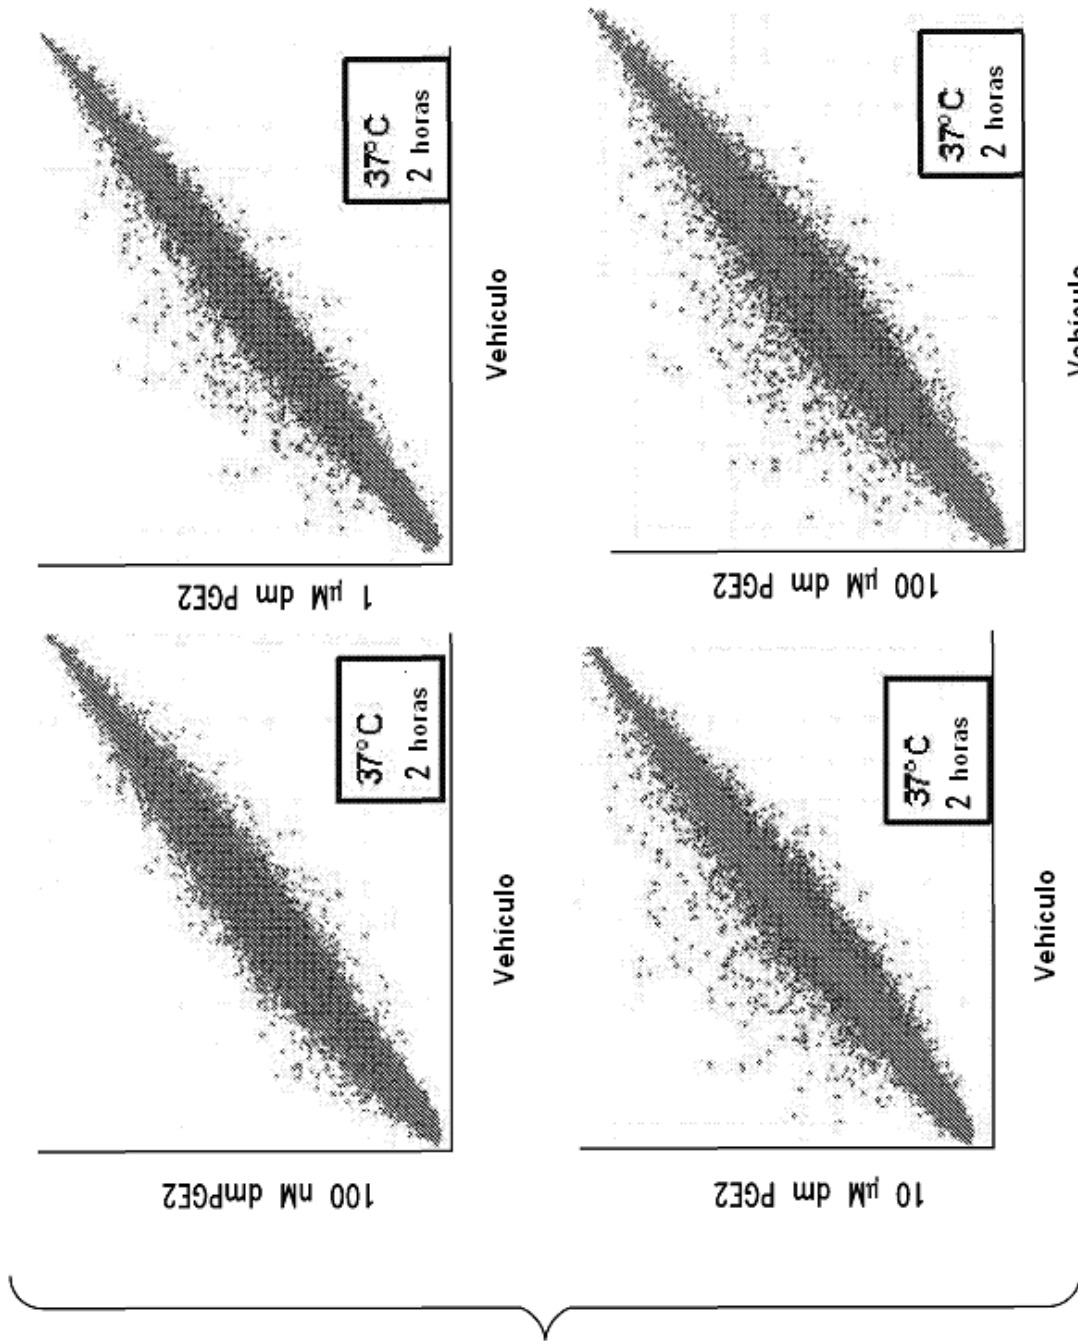 100 nM dmPGE2
37°C
2 horas
Vehículo
1 µM dm PGE2
37°C
2 horas
Vehículo
10 µM dm PGE2
37°C
2 horas
Vehículo
100 µM dm PGE2
37°C
2 horas
Vehículo